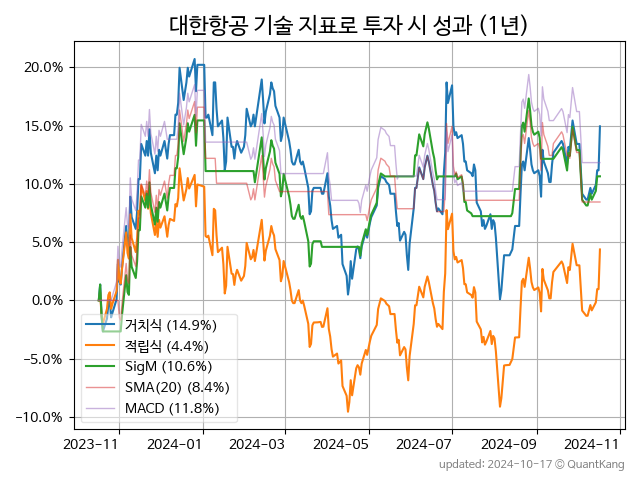 대한항공 기술 지표로 투자 시 성과 (1년)
20.0%
15.0%
10.0%
5.0%
0.0%
−5.0%
−10.0%
거치식 (14.9%)
적립식 (4.4%)
SigM (10.6%)
SMA(20) (8.4%)
MACD (11.8%)
2023-11 2024-01 2024-03 2024-05 2024-07 2024-09 2024-11
updated: 2024-10-17 © QuantKang